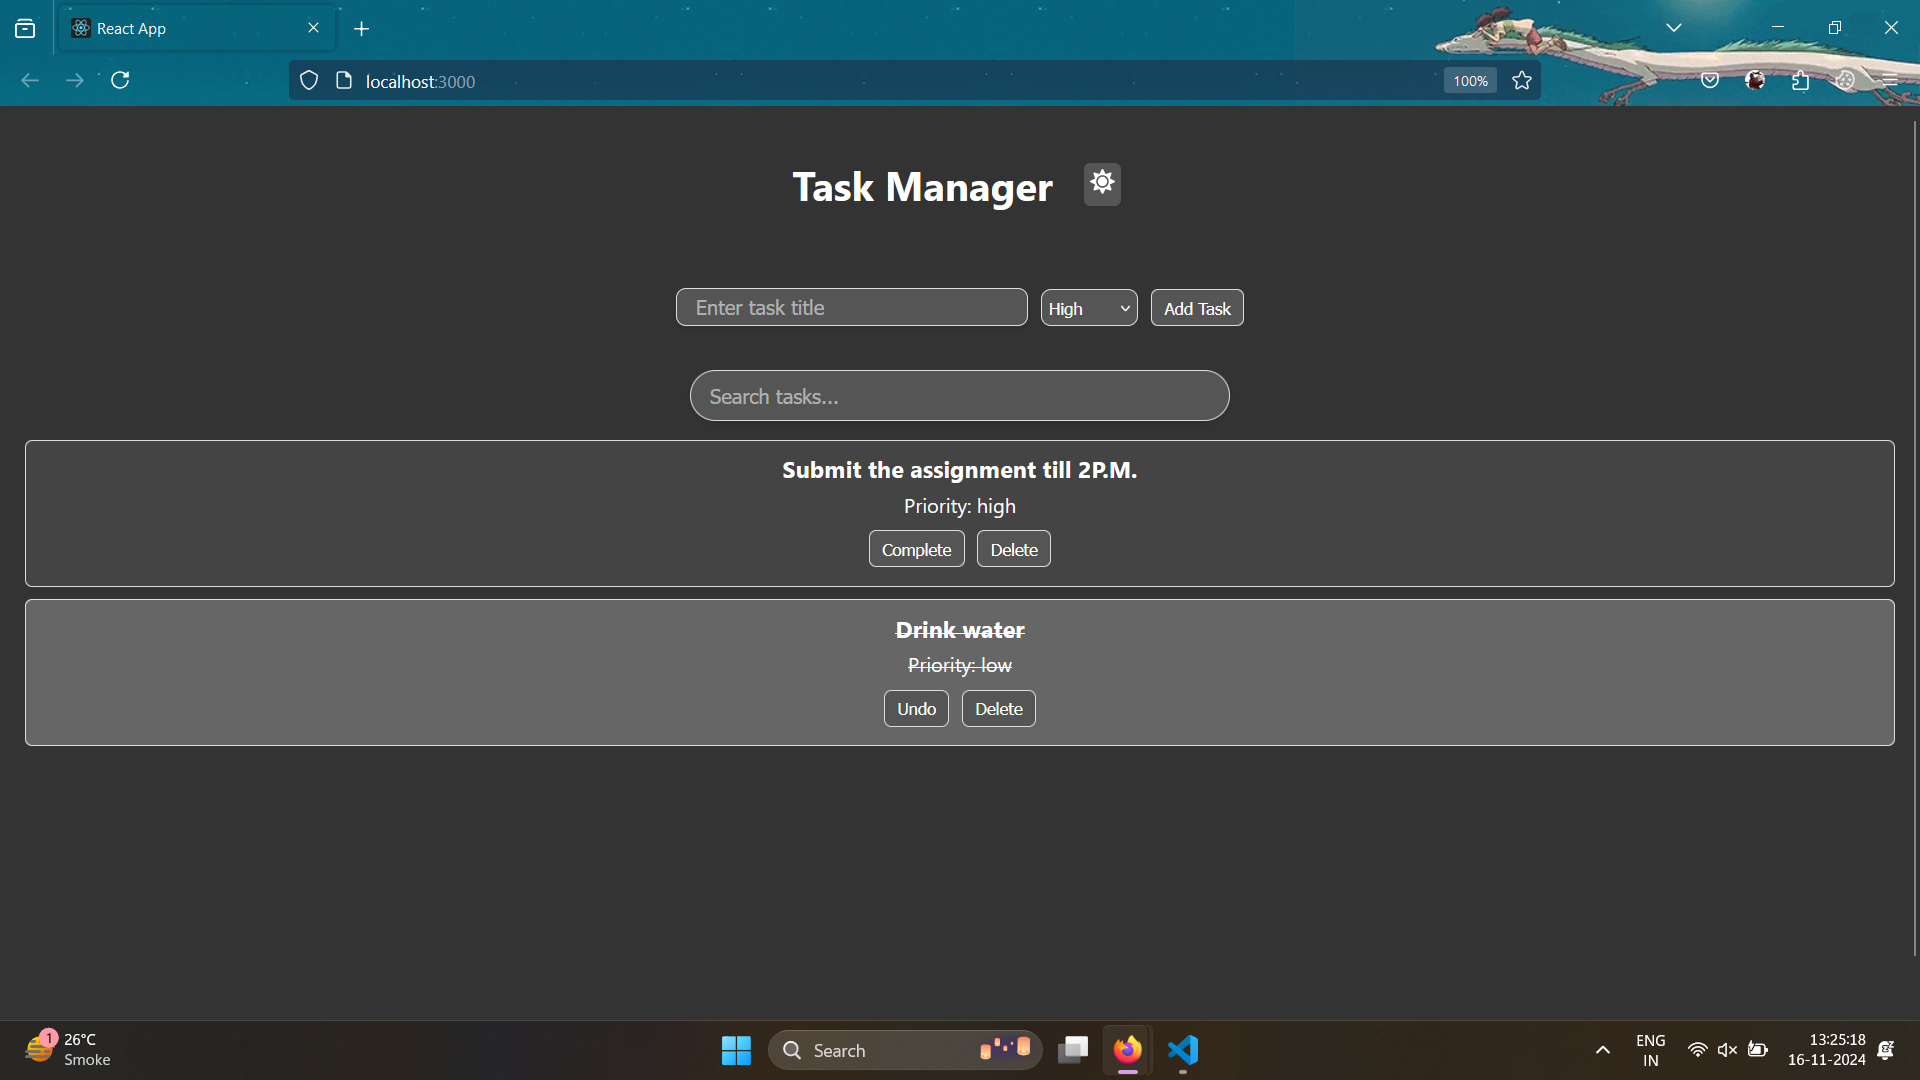 React App
localhost:3000
100%
Task Manager
Enter task title
High
Add Task
Search tasks...
Submit the assignment till 2P.M.
Priority: high
Complete
Delete
Drink water
Priority: low
Undo
Delete
1
26°C
Smoke
Search
ENG
IN
13:25:18
16-11-2024